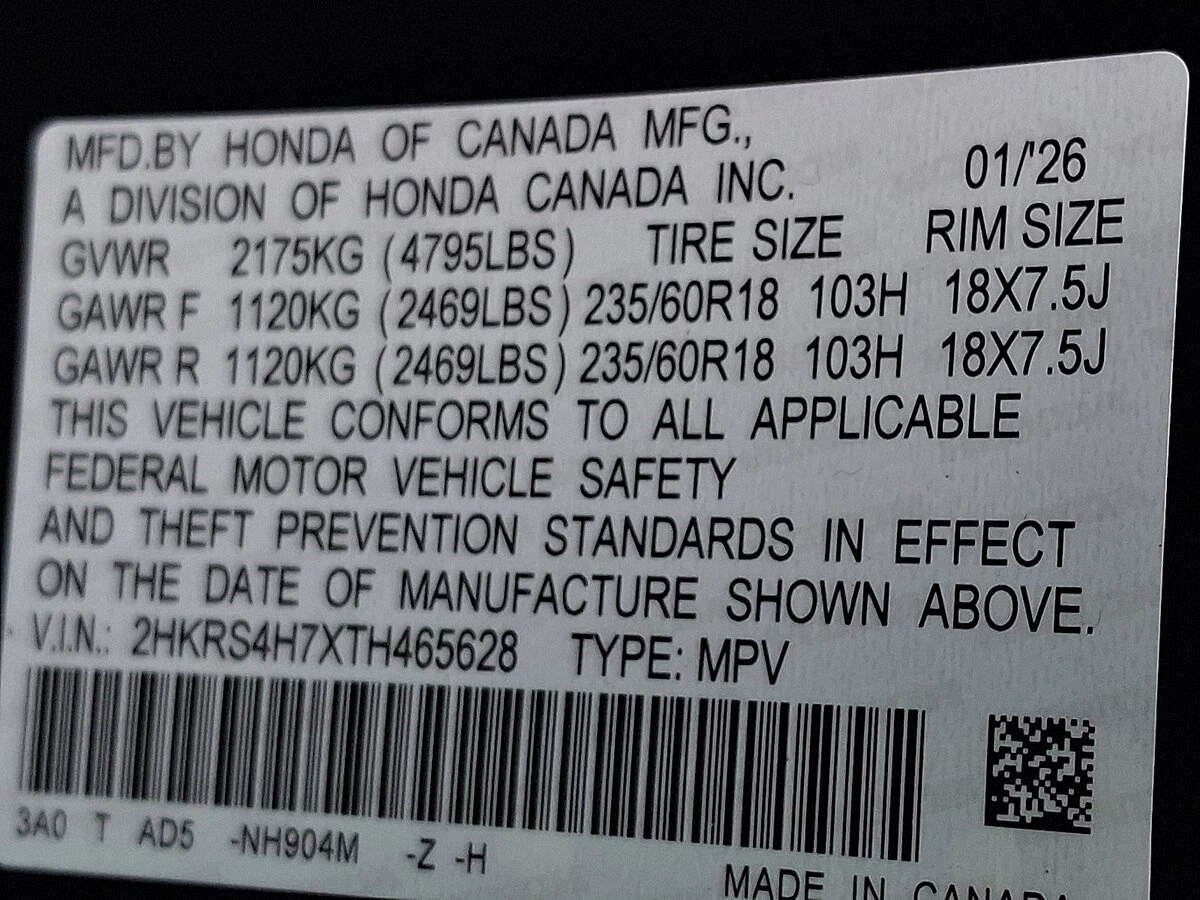 MFD.BY HONDA OF CANADA MFG.,
A DIVISION OF HONDA CANADA INC. 01/'26
GVWR 2175KG (4795LBS) TIRE SIZE RIM SIZE
GAWR F 1120KG (2469LBS) 235/60R18 103H 18X7.5J
GAWR R 1120KG (2469LBS) 235/60R18 103H 18X7.5J
THIS VEHICLE CONFORMS TO ALL APPLICABLE
FEDERAL MOTOR VEHICLE SAFETY
AND THEFT PREVENTION STANDARDS IN EFFECT
ON THE DATE OF MANUFACTURE SHOWN ABOVE.
V.I.N.: 2HKRS4H7XTH465628 TYPE: MPV
3A0 T AD5 -NH904M -Z -H
MADE IN CANADA